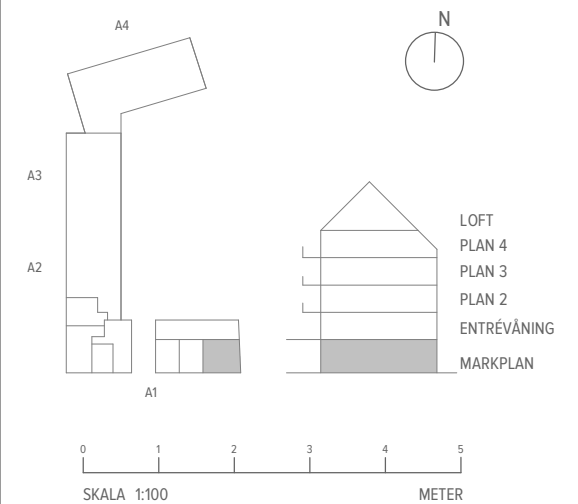 A4
N
A3
A2
A1
LOFT
PLAN 4
PLAN 3
PLAN 2
ENTRÉVÅNING
MARKPLAN
0 1 2 3 4 5
SKALA 1:100 METER